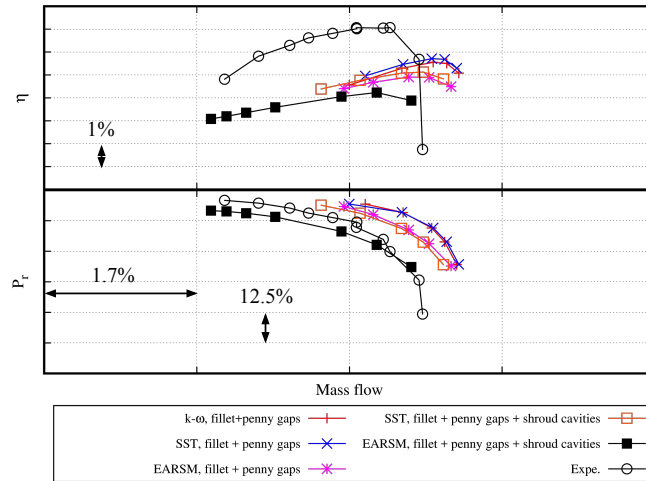 η
1%
P_r
1.7%
12.5%
Mass flow
k-ω, fillet+penny gaps
SST, fillet + penny gaps
EARSM, fillet + penny gaps
SST, fillet + penny gaps + shroud cavities
EARSM, fillet + penny gaps + shroud cavities
Expe.